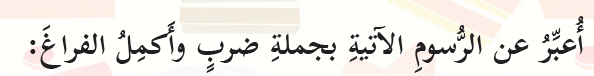 أُعبِّرُ عن الرُّسومِ الآتيةِ بجملةِ ضربٍ وأَكمِلُ الفراغَ: